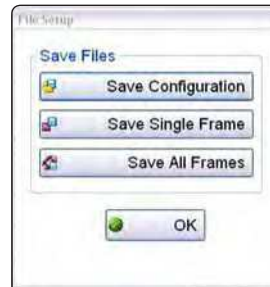 File Setup
Save Files
Save Configuration
Save Single Frame
Save All Frames
OK